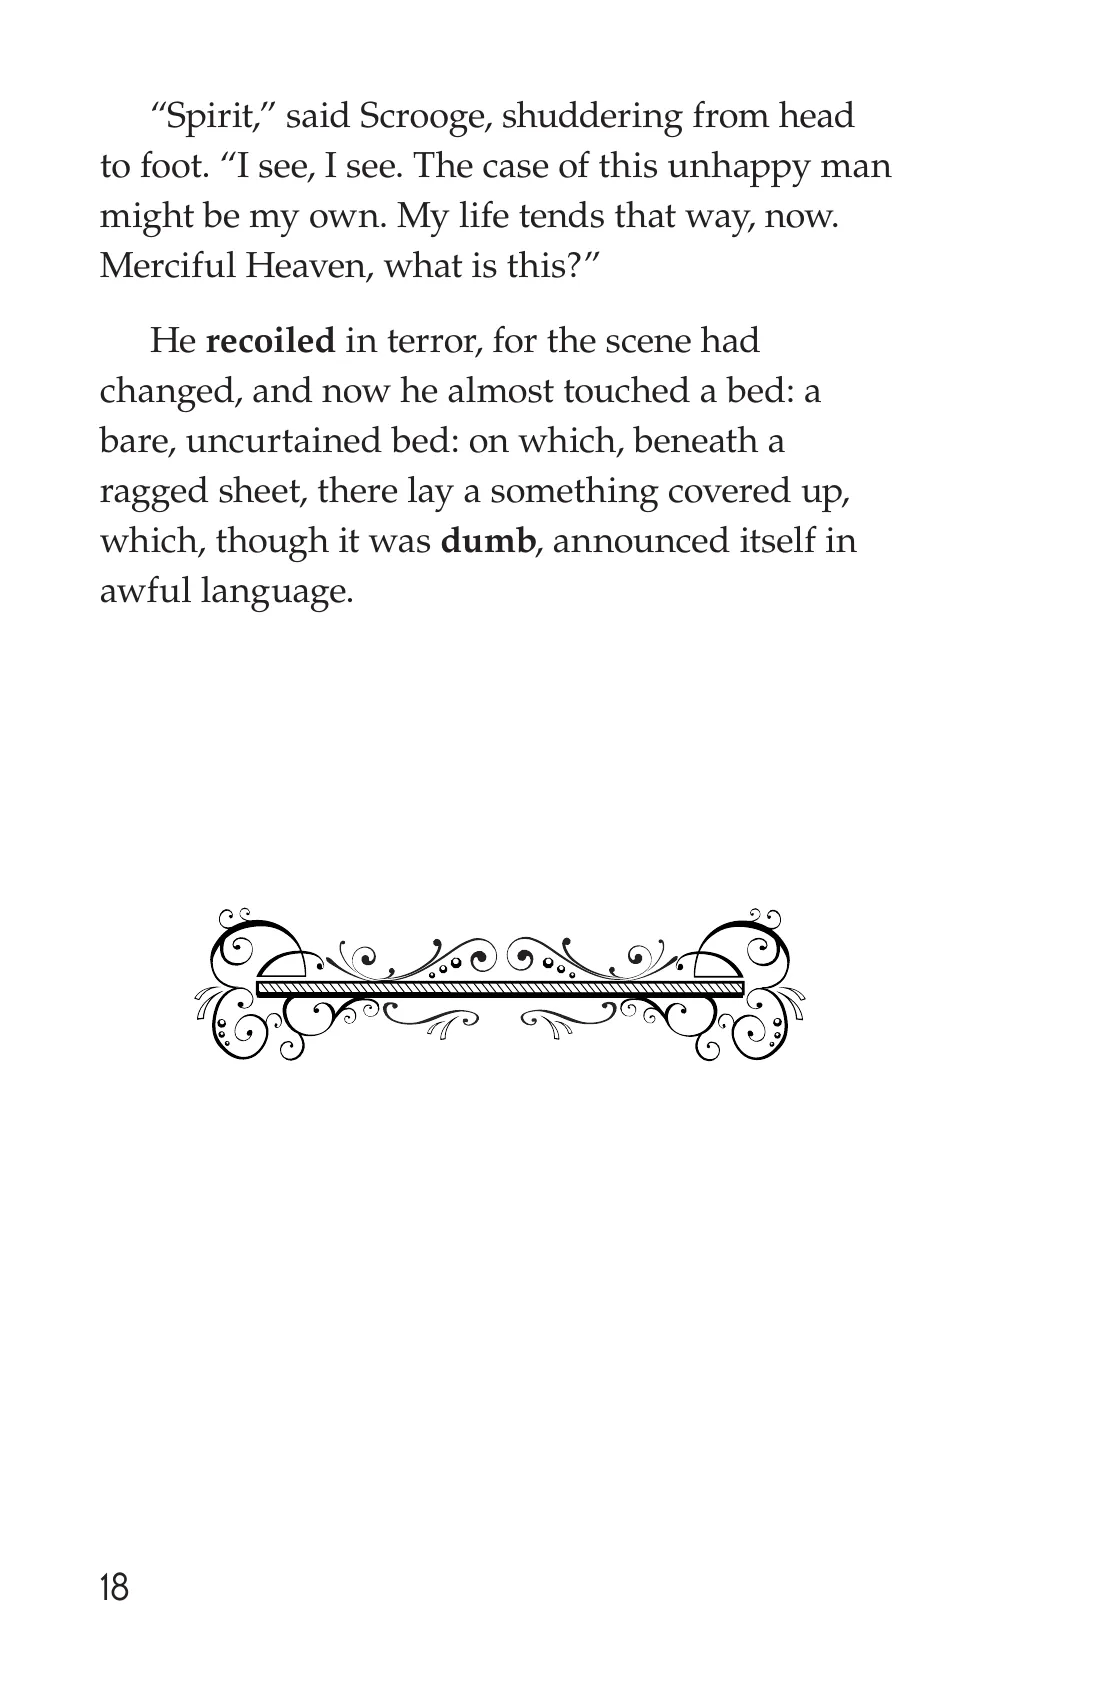 “Spirit,” said Scrooge, shuddering from head
to foot. “I see, I see. The case of this unhappy man
might be my own. My life tends that way, now.
Merciful Heaven, what is this?”
He recoiled in terror, for the scene had
changed, and now he almost touched a bed: a
bare, uncurtained bed: on which, beneath a
ragged sheet, there lay a something covered up,
which, though it was dumb, announced itself in
awful language.
18